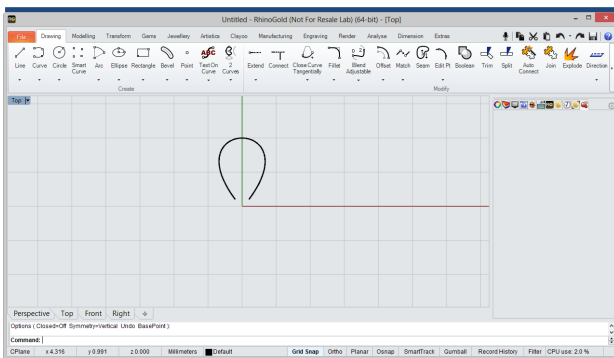 Untitled - RhinoGold (Not For Resale Lab) (64-bit) - [Top]
File Drawing Modelling Transform Gems Jewellery Artistics Clayoo Manufacturing Engraving Render Analyse Dimension Extras
Line Curve Circle Smart Curve Arc Ellipse Rectangle Bevel Point Text On Curve 2 Curves Extend Connect Close Curve Tangentially Fillet Blend Adjustable Offset Match Seam Edit Pt Boolean Trim Split Auto Connect Join Explode Direction
Create Modify
Top
Perspective Top Front Right
Options ( Closed=Off Symmetry=Vertical Undo BasePoint ):
Command:
CPlane x 4.316 y 0.991 z 0.000 Millimeters Default Grid Snap Ortho Planar Osnap SmartTrack Gumball Record History Filter CPU use: 2.0 %